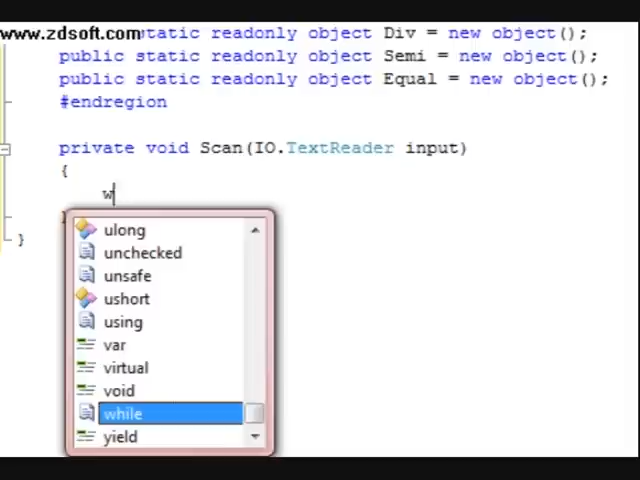 www.zdsoft.com static readonly object Div = new object();
public static readonly object Semi = new object();
public static readonly object Equal = new object();
#endregion
private void Scan(IO.TextReader input)
{
w
}
ulong
unchecked
unsafe
ushort
using
var
virtual
void
while
yield
}